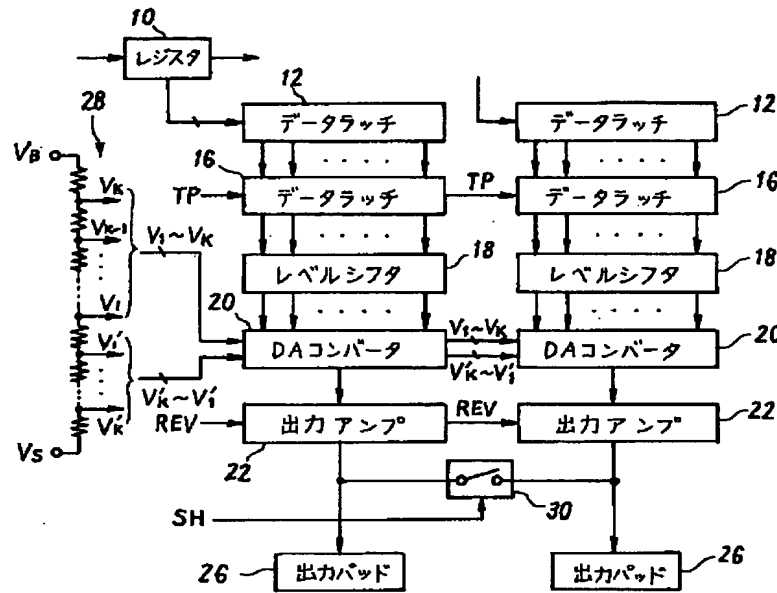 10
レジスタ
28
12
データラッチ
12
データラッチ
VB
16
TP
データラッチ
TP
16
データラッチ
VK
VK-1
V1~VK
V1
18
レベルシフタ
18
レベルシフタ
20
DAコンバータ
V1~VK
V'K~V'1
20
DAコンバータ
V1'
V'K~V'1
VK'
REV
出力アンプ
22
REV
出力アンプ
22
VS
SH
30
26
出力パッド
26
出力パッド